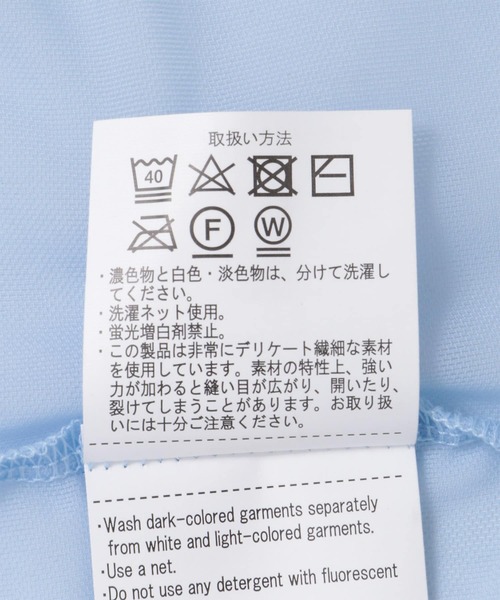 取扱い方法
40
F W
・濃色物と白色・淡色物は、分けて洗濯し
てください。
・洗濯ネット使用。
・蛍光増白剤禁止。
・この製品は非常にデリケート繊細な素材
を使用しています。素材の特性上、強い
力が加わると縫い目が広がり、開いたり、
裂けてしまうことがあります。お取り扱
いには十分ご注意ください。
・Wash dark-colored garments separately
from white and light-colored garments.
・Use a net.
・Do not use any detergent with fluorescent